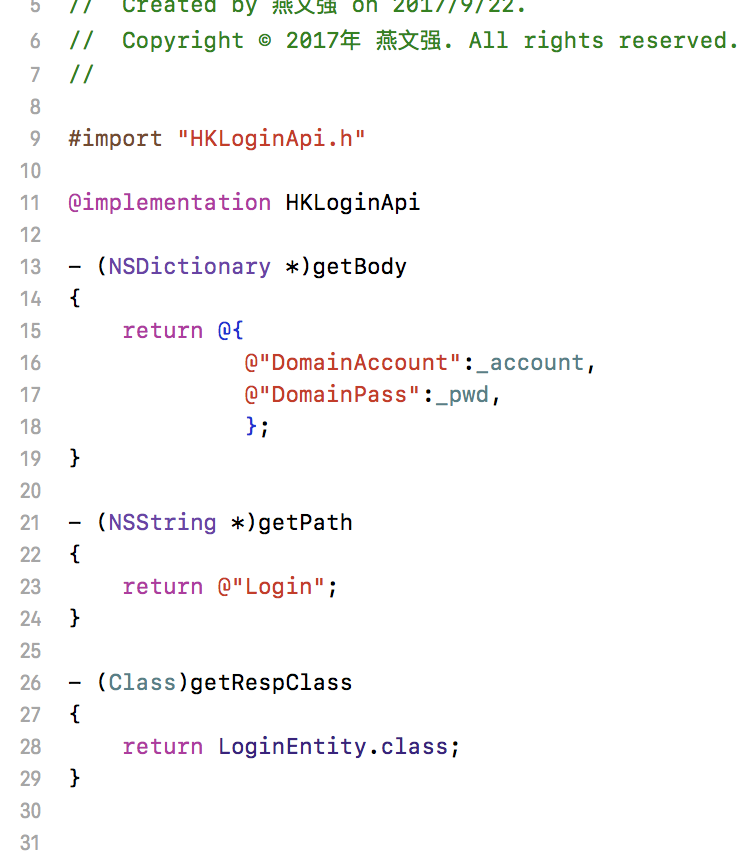 5 //  Created by 燕文强 on 2017/9/22.
6 //  Copyright © 2017年 燕文强. All rights reserved.
7 //
8
9 #import "HKLoginApi.h"
10
11 @implementation HKLoginApi
12
13 - (NSDictionary *)getBody
14 {
15     return @{
16              @"DomainAccount":_account,
17              @"DomainPass":_pwd,
18              };
19 }
20
21 - (NSString *)getPath
22 {
23     return @"Login";
24 }
25
26 - (Class)getRespClass
27 {
28     return LoginEntity.class;
29 }
30
31